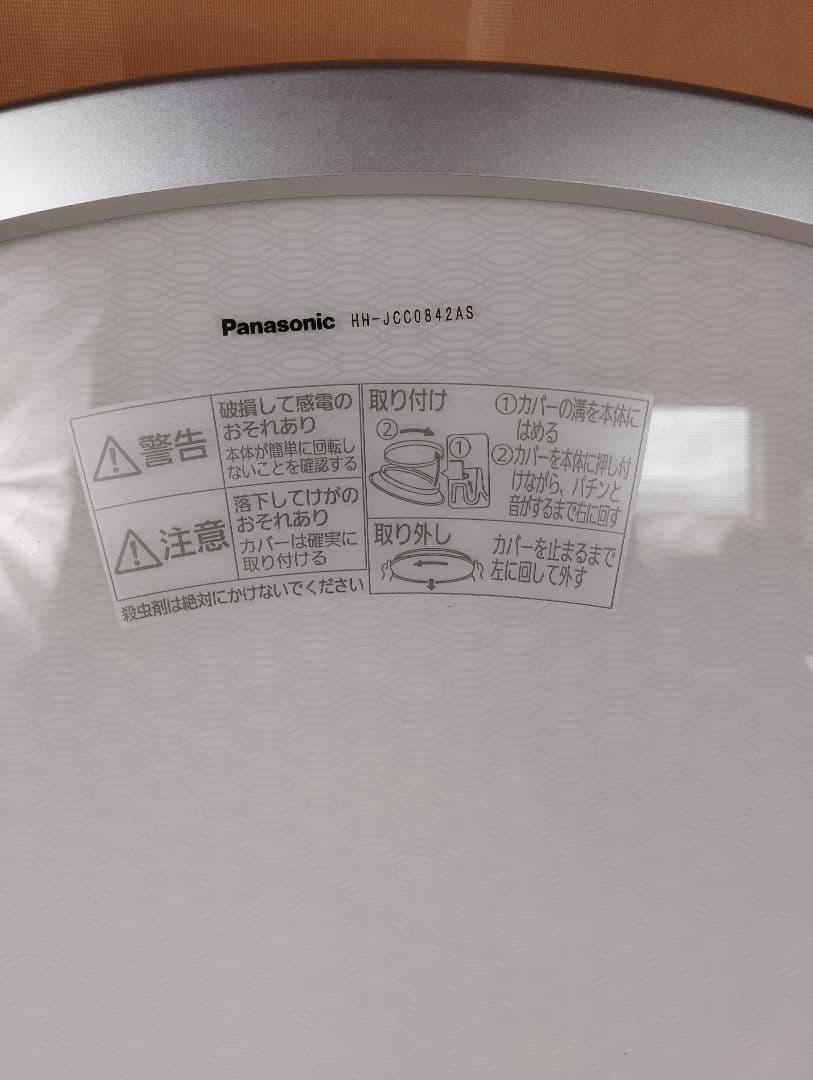 Panasonic HH-JCC0842AS
警告
破損して感電の
おそれあり
本体が簡単に回転し
ないことを確認する
注意
落下してけがの
おそれあり
カバーは確実に
取り付ける
殺虫剤は絶対にかけないでください
取り付け
②
①
①カバーの溝を本体に
はめる
②カバーを本体に押し付
けながら、パチンと
音がするまで右に回す
取り外し
カバーを止まるまで
左に回して外す